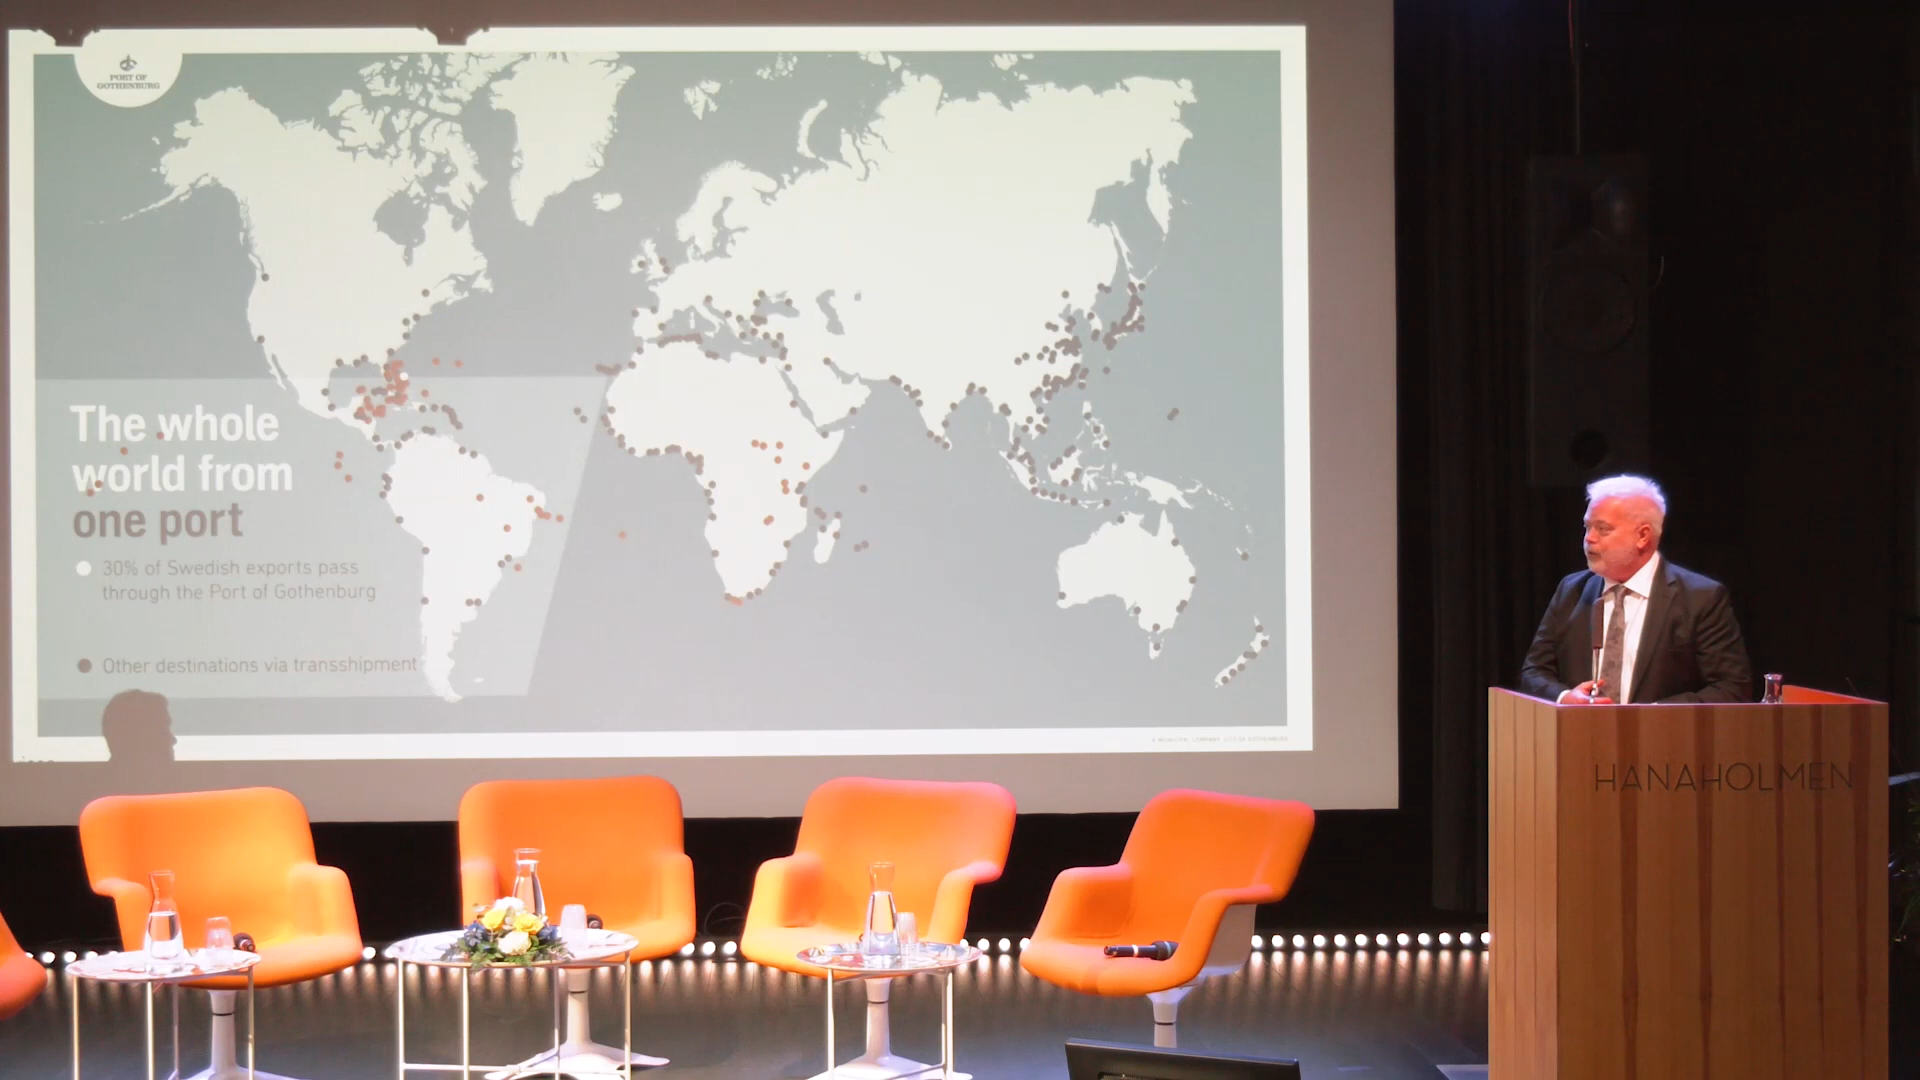 PORT OF
GOTHENBURG
The whole
world from
one port
30% of Swedish exports pass
through the Port of Gothenburg
Other destinations via transshipment
HANAHOLMEN